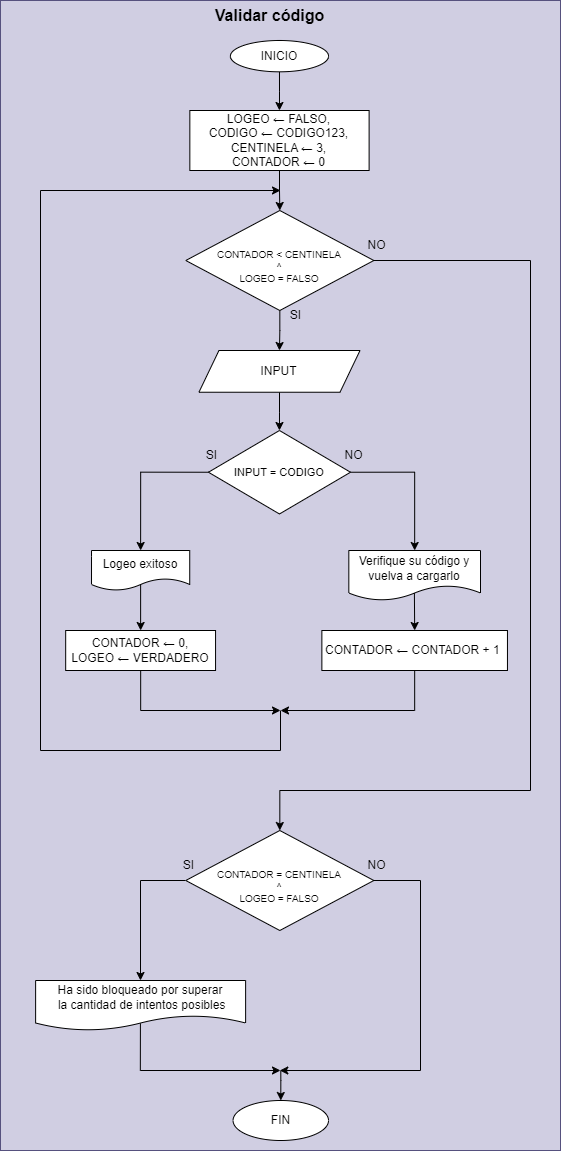 Validar código
INICIO
LOGEO ← FALSO,
CODIGO ← CODIGO123,
CENTINELA ← 3,
CONTADOR ← 0
CONTADOR < CENTINELA
^
LOGEO = FALSO
NO
SI
INPUT
SI
INPUT = CODIGO
NO
Logeo exitoso
Verifique su código y
vuelva a cargarlo
CONTADOR ← 0,
LOGEO ← VERDADERO
CONTADOR ← CONTADOR + 1
SI
CONTADOR = CENTINELA
^
LOGEO = FALSO
NO
Ha sido bloqueado por superar
la cantidad de intentos posibles
FIN